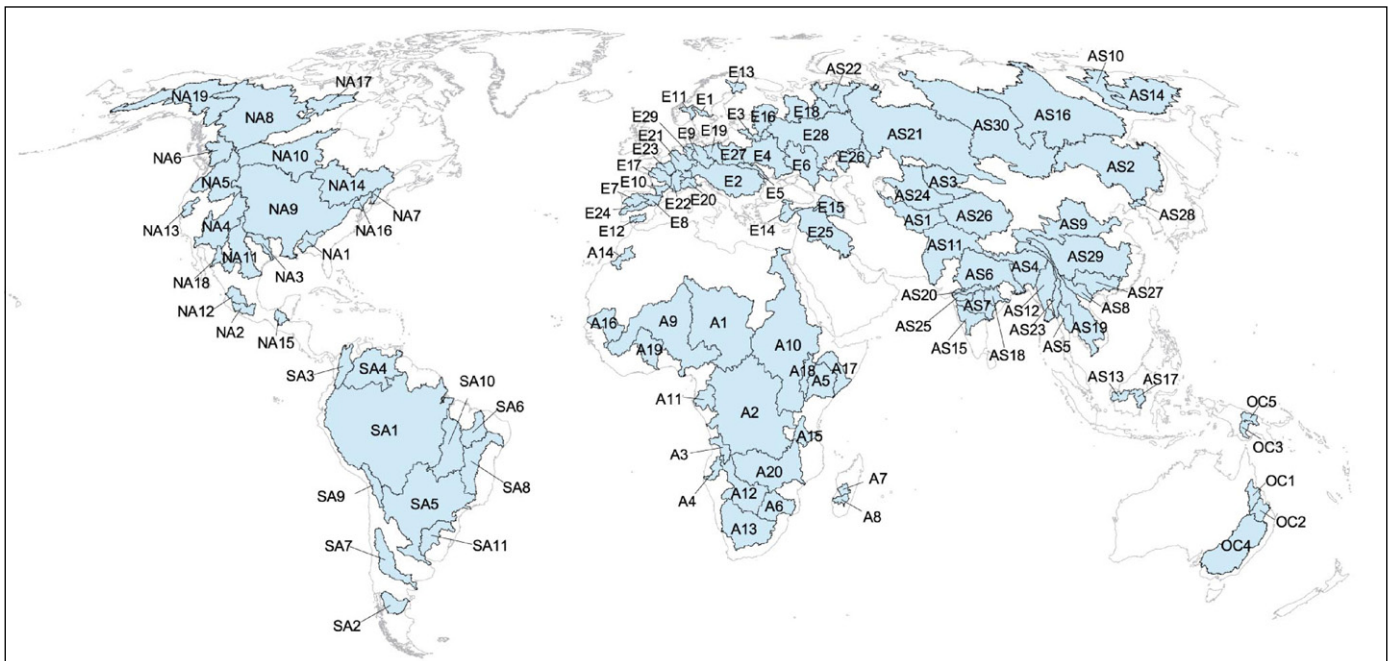 NA17
NA19
NA8
NA6
NA10
NA5
NA14
NA9
NA7
NA13
NA4
NA16
NA11
NA1
NA18
NA3
NA12
NA2
NA15
SA3
SA4
SA10
SA6
SA1
SA9
SA8
SA5
SA7
SA11
SA2
E13
AS22
E11
E1
E29
E3
E16
E18
E21
E9
E19
E28
E23
E17
E27
E4
E6
E26
E10
E2
E7
E5
E22
E20
E15
E24
E8
E14
E25
E12
A14
A16
A9
A1
A19
A10
A18
A17
A5
A11
A2
A15
A3
A20
A4
A12
A6
A7
A8
A13
AS10
AS14
AS16
AS30
AS21
AS2
AS3
AS24
AS28
AS1
AS26
AS9
AS11
AS29
AS6
AS4
AS20
AS7
AS27
AS25
AS12
AS8
AS23
AS19
AS15
AS18
AS5
AS13
AS17
OC5
OC3
OC1
OC2
OC4